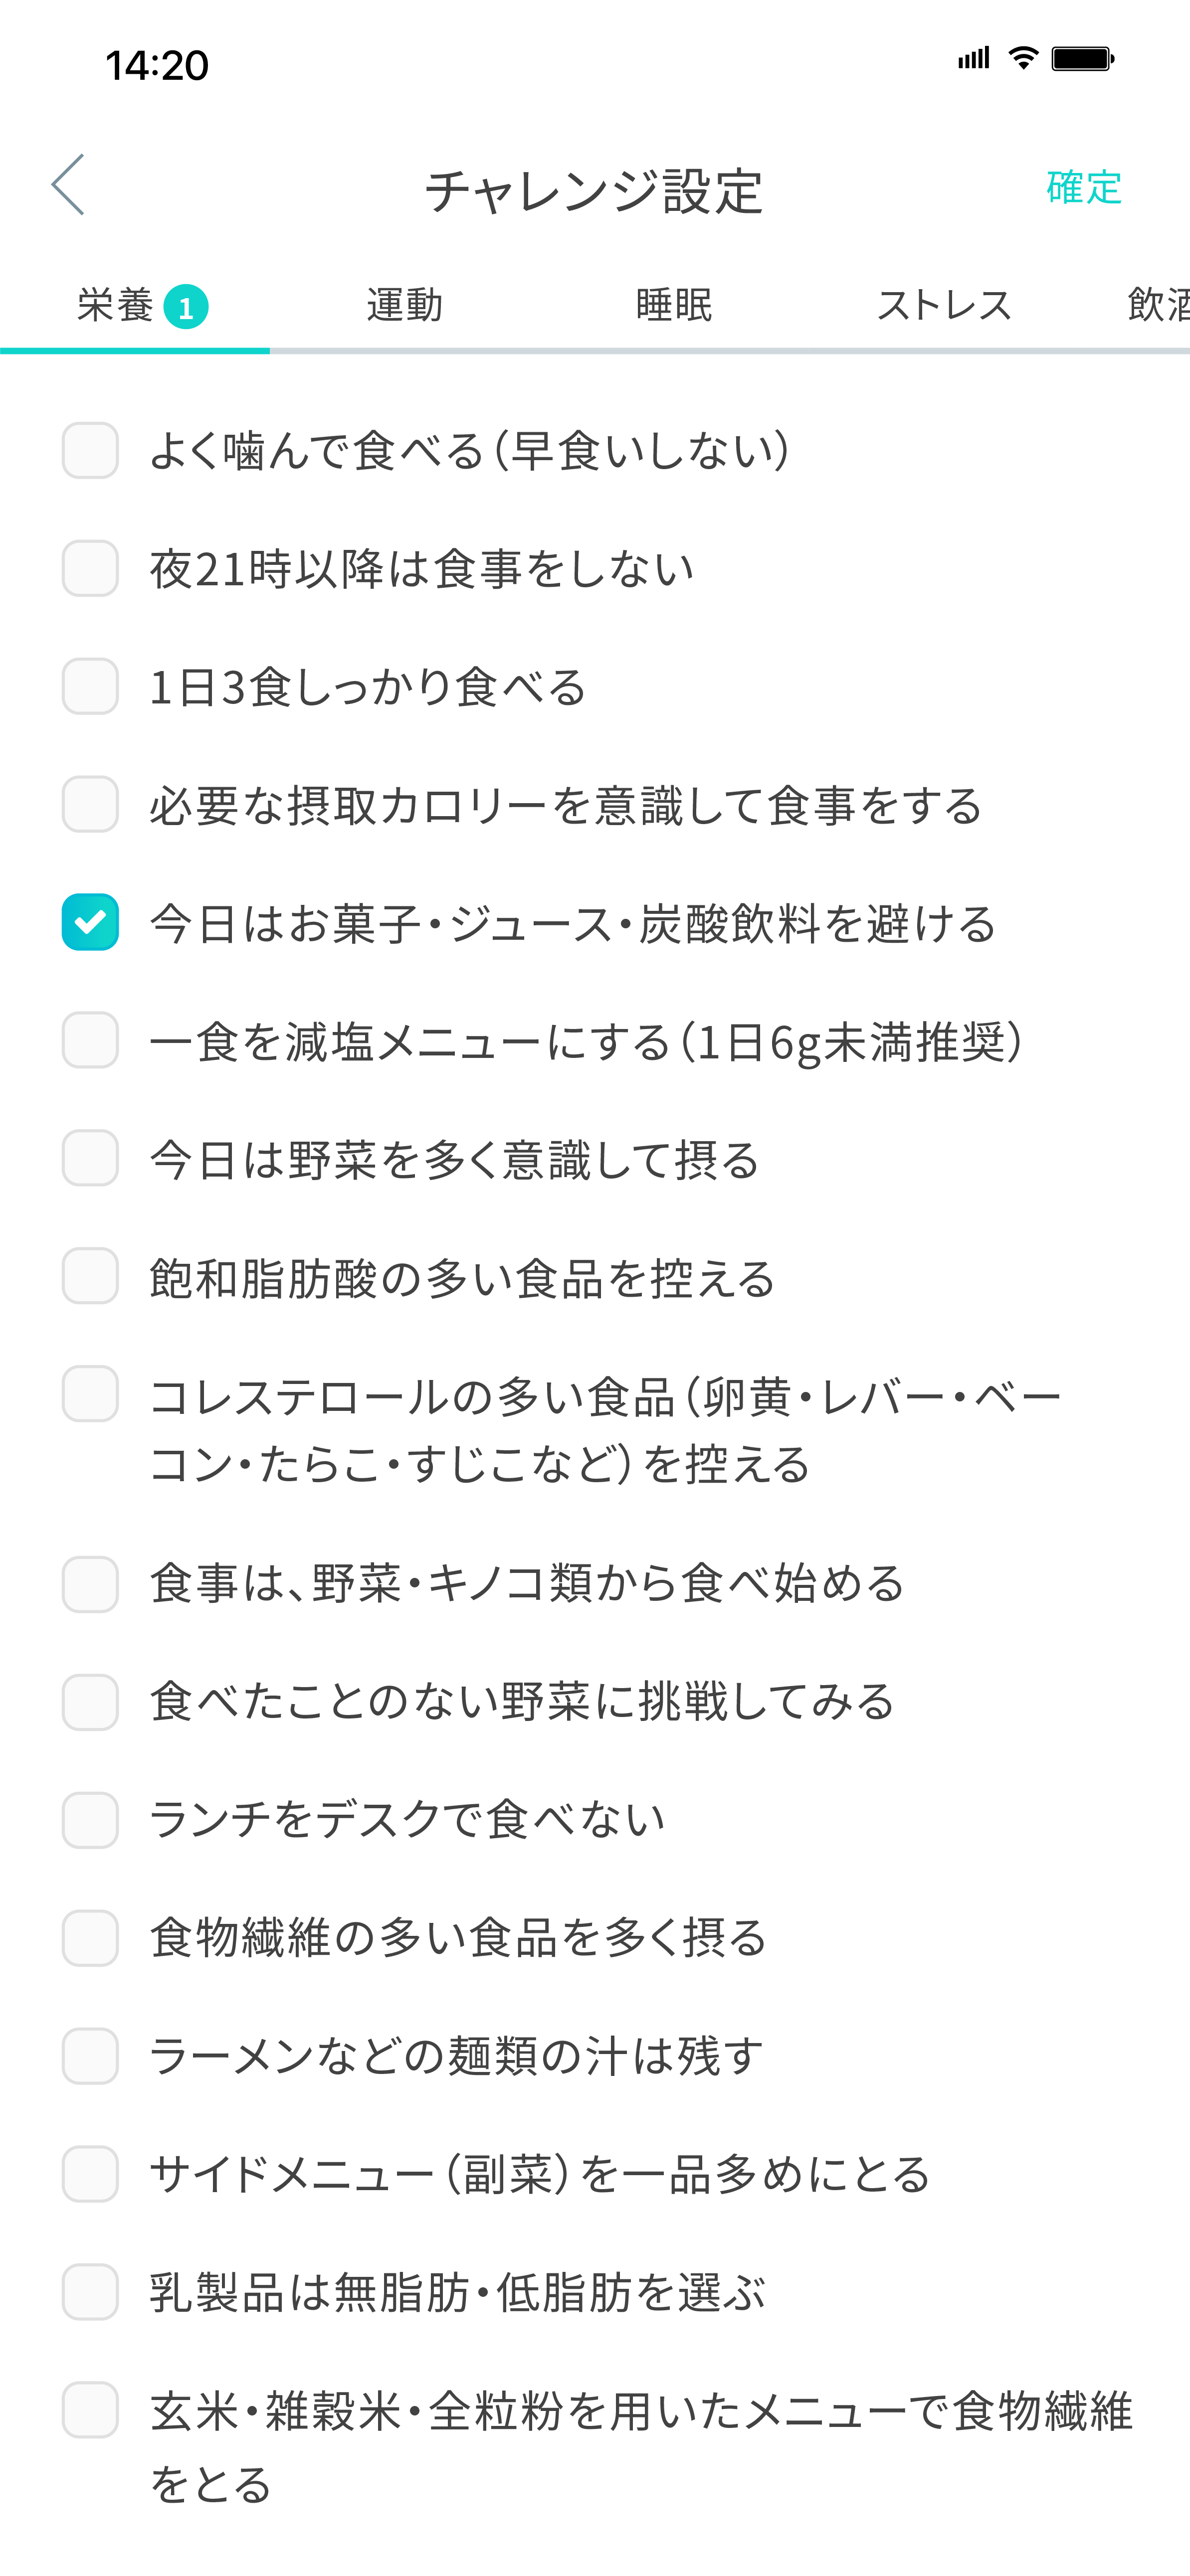 14:20
チャレンジ設定
確定
栄養 1 運動 睡眠 ストレス 飲酒
よく噛んで食べる(早食いしない)
夜21時以降は食事をしない
1日3食しっかり食べる
必要な摂取カロリーを意識して食事をする
今日はお菓子・ジュース・炭酸飲料を避ける
一食を減塩メニューにする(1日6g未満推奨)
今日は野菜を多く意識して摂る
飽和脂肪酸の多い食品を控える
コレステロールの多い食品(卵黄・レバー・ベー
コン・たらこ・すじこなど)を控える
食事は、野菜・キノコ類から食べ始める
食べたことのない野菜に挑戦してみる
ランチをデスクで食べない
食物繊維の多い食品を多く摂る
ラーメンなどの麺類の汁は残す
サイドメニュー(副菜)を一品多めにとる
乳製品は無脂肪・低脂肪を選ぶ
玄米・雑穀米・全粒粉を用いたメニューで食物繊維
をとる